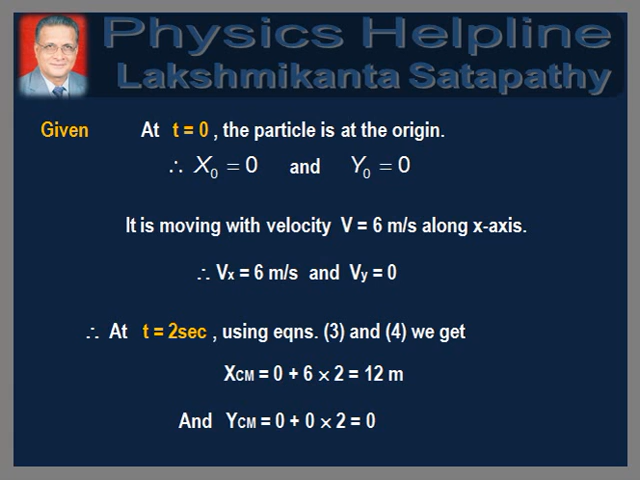 Physics Helpline
Lakshmikanta Satapathy
Given At t = 0 , the particle is at the origin.
∴ X₀ = 0 and Y₀ = 0
It is moving with velocity V = 6 m/s along x-axis.
∴ Vx = 6 m/s and Vy = 0
∴ At t = 2sec , using eqns. (3) and (4) we get
XCM = 0 + 6 × 2 = 12 m
And YCM = 0 + 0 × 2 = 0